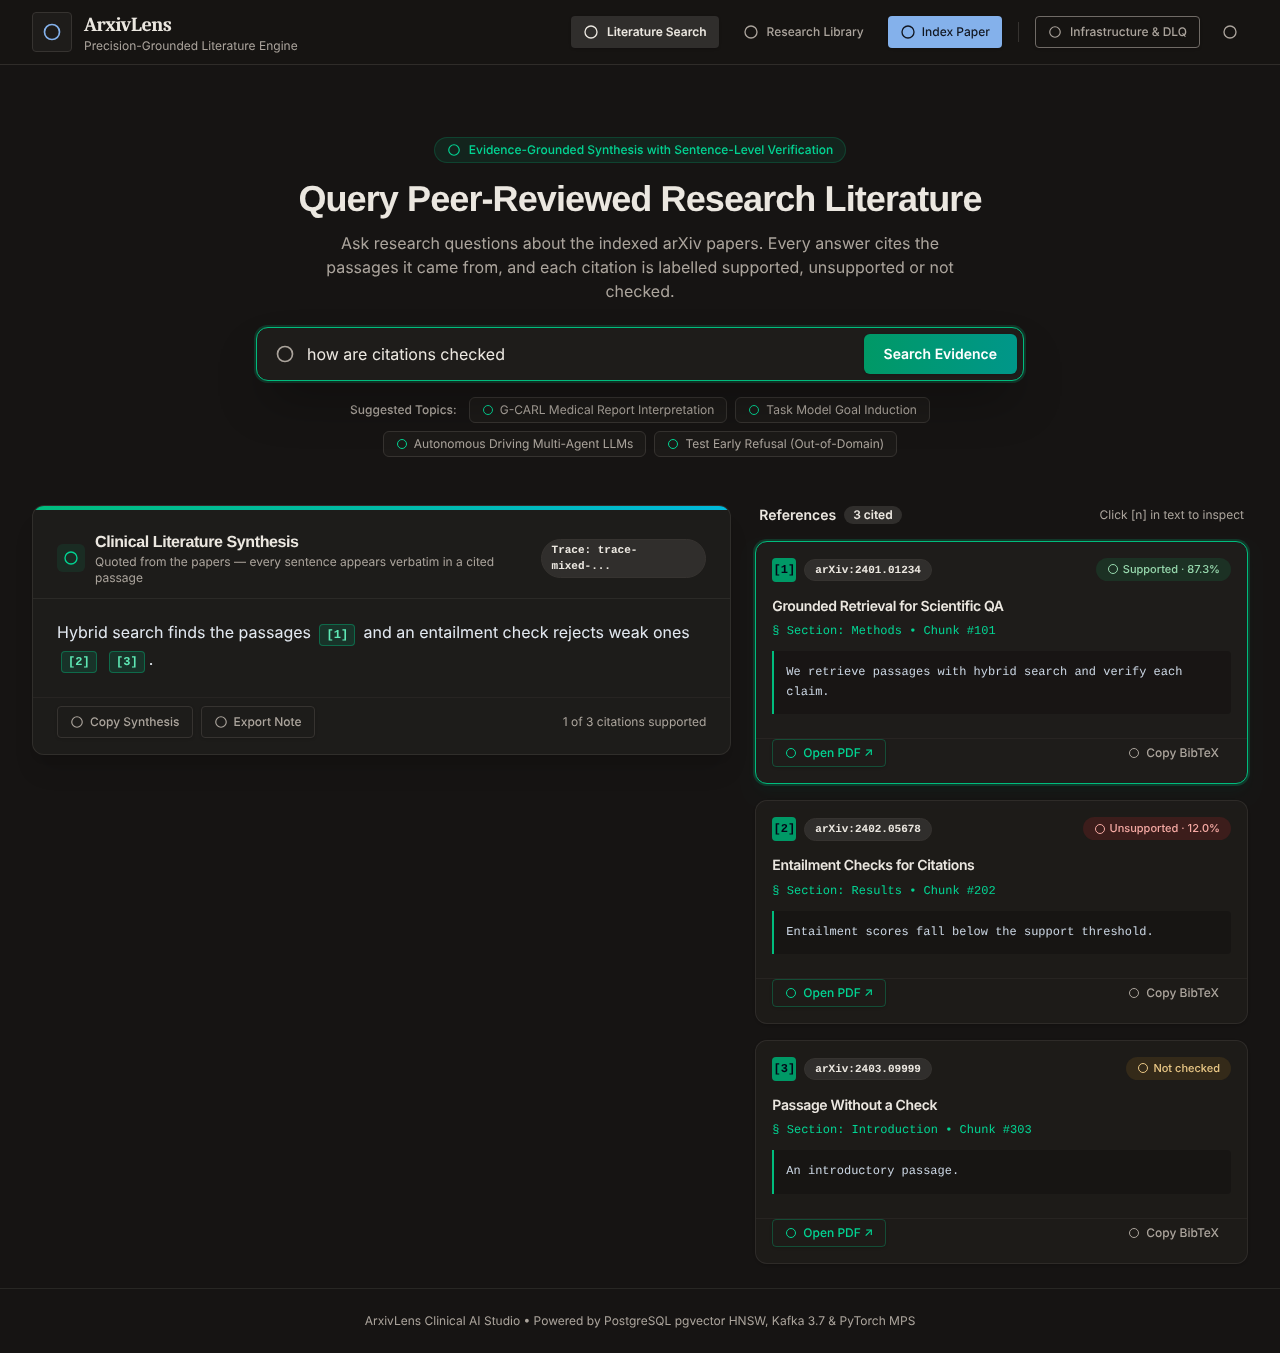 ArxivLens
Precision-Grounded Literature Engine
Literature Search
Research Library
Index Paper
Infrastructure & DLQ
Evidence-Grounded Synthesis with Sentence-Level Verification
Query Peer-Reviewed Research Literature
Ask research questions about the indexed arXiv papers. Every answer cites the
passages it came from, and each citation is labelled supported, unsupported or not
checked.
how are citations checked
Search Evidence
Suggested Topics:
G-CARL Medical Report Interpretation
Task Model Goal Induction
Autonomous Driving Multi-Agent LLMs
Test Early Refusal (Out-of-Domain)
Clinical Literature Synthesis
Quoted from the papers — every sentence appears verbatim in a cited
passage
Trace: trace-
mixed-...
Hybrid search finds the passages [1] and an entailment check rejects weak ones
[2] [3] .
Copy Synthesis
Export Note
1 of 3 citations supported
References
3 cited
Click [n] in text to inspect
[1]
arXiv:2401.01234
Supported · 87.3%
Grounded Retrieval for Scientific QA
§ Section: Methods • Chunk #101
We retrieve passages with hybrid search and verify each
claim.
Open PDF ↗
Copy BibTeX
[2]
arXiv:2402.05678
Unsupported · 12.0%
Entailment Checks for Citations
§ Section: Results • Chunk #202
Entailment scores fall below the support threshold.
Open PDF ↗
Copy BibTeX
[3]
arXiv:2403.09999
Not checked
Passage Without a Check
§ Section: Introduction • Chunk #303
An introductory passage.
Open PDF ↗
Copy BibTeX
ArxivLens Clinical AI Studio • Powered by PostgreSQL pgvector HNSW, Kafka 3.7 & PyTorch MPS